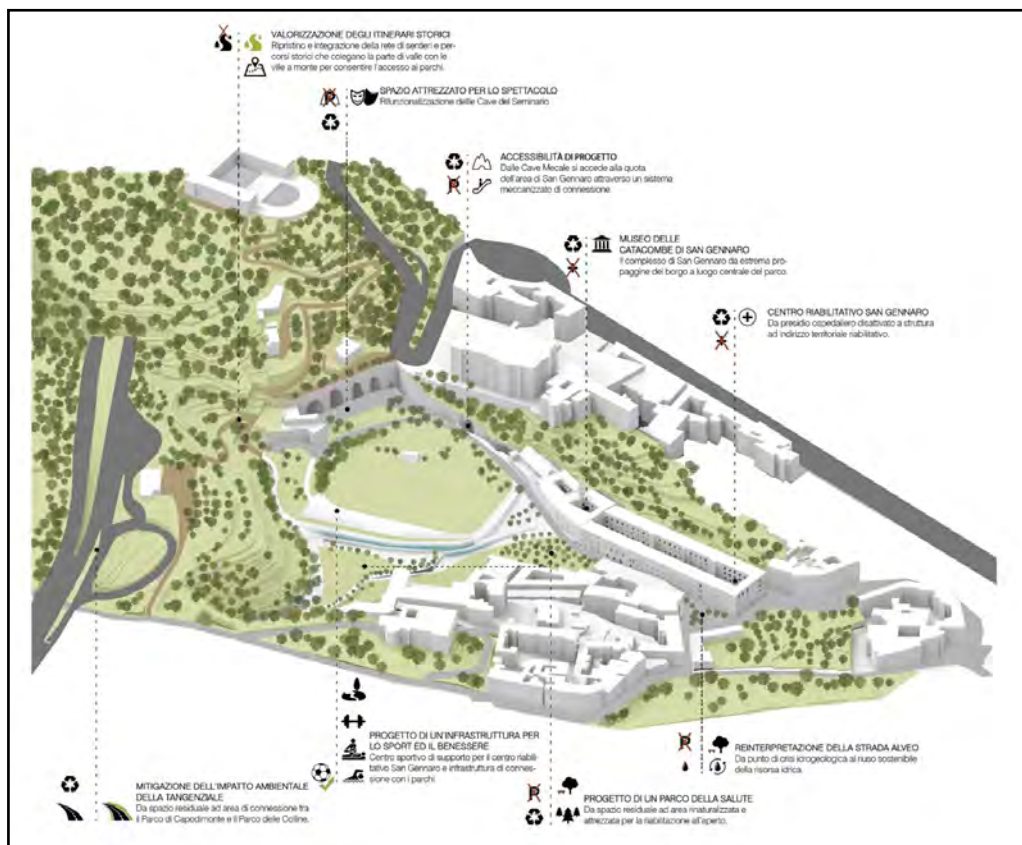 VALORIZZAZIONE DEGLI ITINERARI STORICI
Ripristino e integrazione della rete di sentieri e per-
corsi storici che colegano la parte di valle con le
ville a monte per consentire l'accesso ai parchi.
SPAZIO ATTREZZATO PER LO SPETTACOLO
Rifunzionalizzazione delle Cave del Seminario
ACCESSIBILITÀ DI PROGETTO
Dalle Cave Mecale si accede alla quota
dell'area di San Gennaro attraverso un sistema
meccanizzato di connessione
MUSEO DELLE
CATACOMBE DI SAN GENNARO
Il complesso di San Gennaro da estrema pro-
paggine del borgo a luogo centrale del parco.
CENTRO RIABILITATIVO SAN GENNARO
Da presidio ospedaliero disattivato a struttura
ad indirizzo territoriale riabilitativo.
PROGETTO DI UN'INFRASTRUTTURA PER
LO SPORT ED IL BENESSERE
Centro sportivo di supporto per il centro riabi-
litativo San Gennaro e infrastruttura di connes-
sione con i parchi.
MITIGAZIONE DELL'IMPATTO AMBIENTALE
DELLA TANGENZIALE
Da spazio residuale ad area di connessione fra
il Parco di Capodimonte e il Parco delle Colline.
PROGETTO DI UN PARCO DELLA SALUTE
Da spazio residuale ad area rinaturalizzata e
attrezzata per la riabilitazione all'aperto.
REINTERPRETAZIONE DELLA STRADA ALVEO
Da punto di crisi idrogeologica al riuso sostenibile
della risorsa idrica.
P
P
P
P